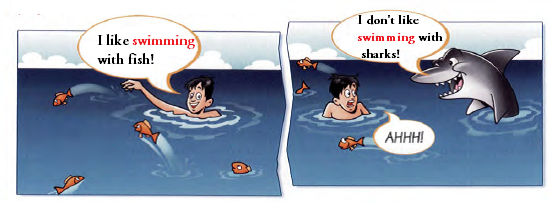 I like swimming
with fish!
I don't like
swimming with
sharks!
AHHH!